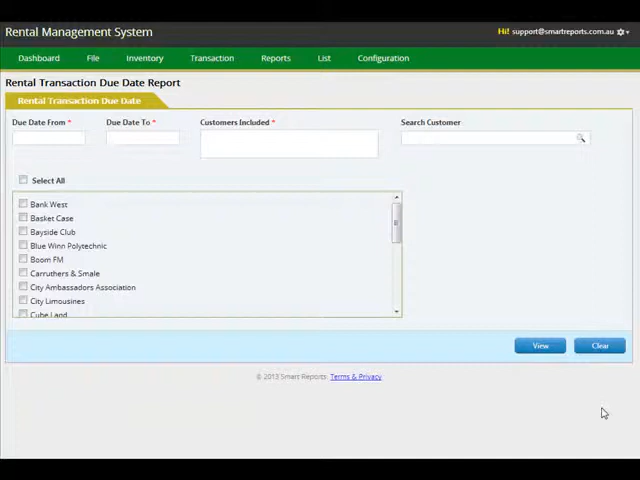 Rental Management System
Hi! support@smartreports.com.au
Dashboard File Inventory Transaction Reports List Configuration
Rental Transaction Due Date Report
Rental Transaction Due Date
Due Date From * Due Date To * Customers Included * Search Customer
Select All
Bank West
Basket Case
Bayside Club
Blue Winn Polytechnic
Boom FM
Carruthers & Smale
City Ambassadors Association
City Limousines
Cube Land
View Clear
© 2013 Smart Reports. Terms & Privacy